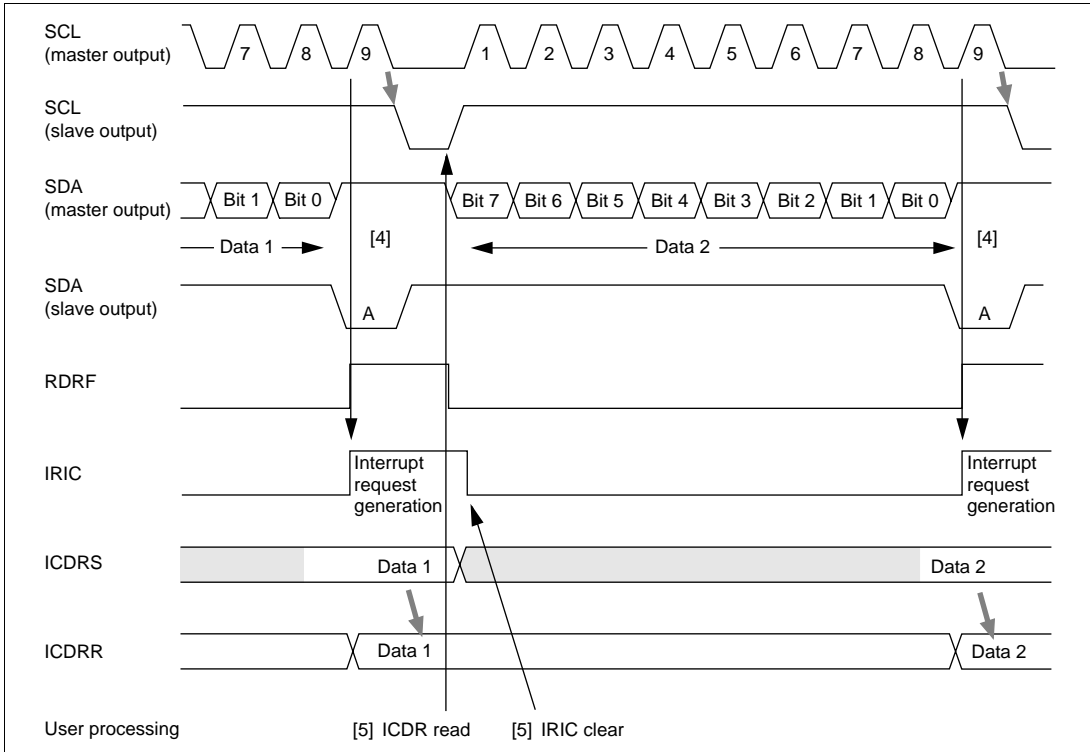 SCL
(master output)
7 8 9 1 2 3 4 5 6 7 8 9
SCL
(slave output)
SDA
(master output)
Bit 1 Bit 0 Bit 7 Bit 6 Bit 5 Bit 4 Bit 3 Bit 2 Bit 1 Bit 0
Data 1 [4] Data 2 [4]
SDA
(slave output)
A A
RDRF
IRIC
Interrupt
request
generation
Interrupt
request
generation
ICDRS
Data 1 Data 2
ICDRR
Data 1 Data 2
User processing [5] ICDR read [5] IRIC clear